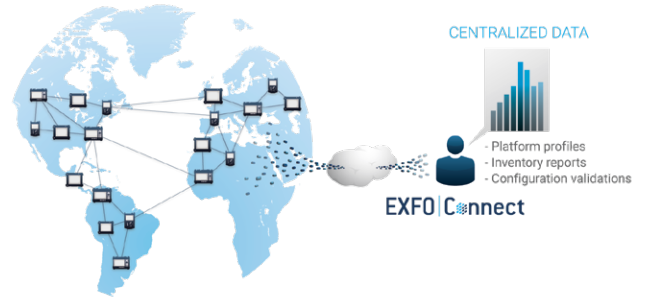 CENTRALIZED DATA
- Platform profiles
- Inventory reports
- Configuration validations
EXFO|Connect